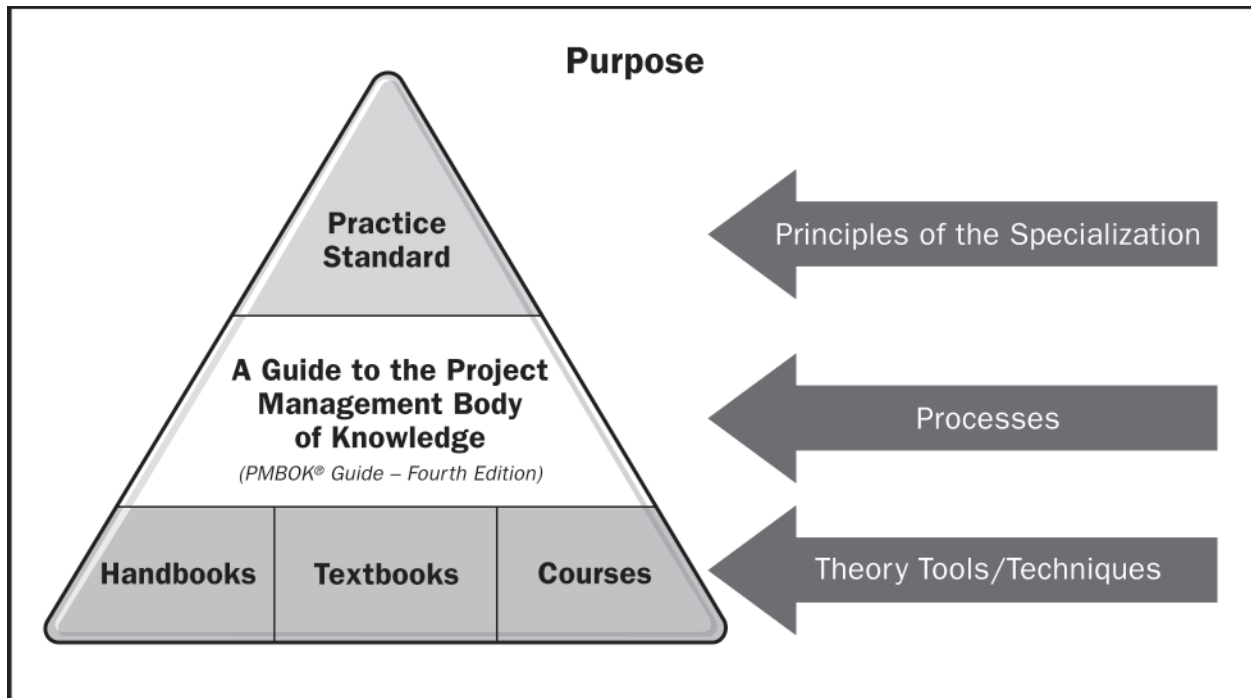 Purpose
Practice
Standard
Principles of the Specialization
A Guide to the Project
Management Body
of Knowledge
(PMBOK® Guide – Fourth Edition)
Processes
Handbooks
Textbooks
Courses
Theory Tools/Techniques